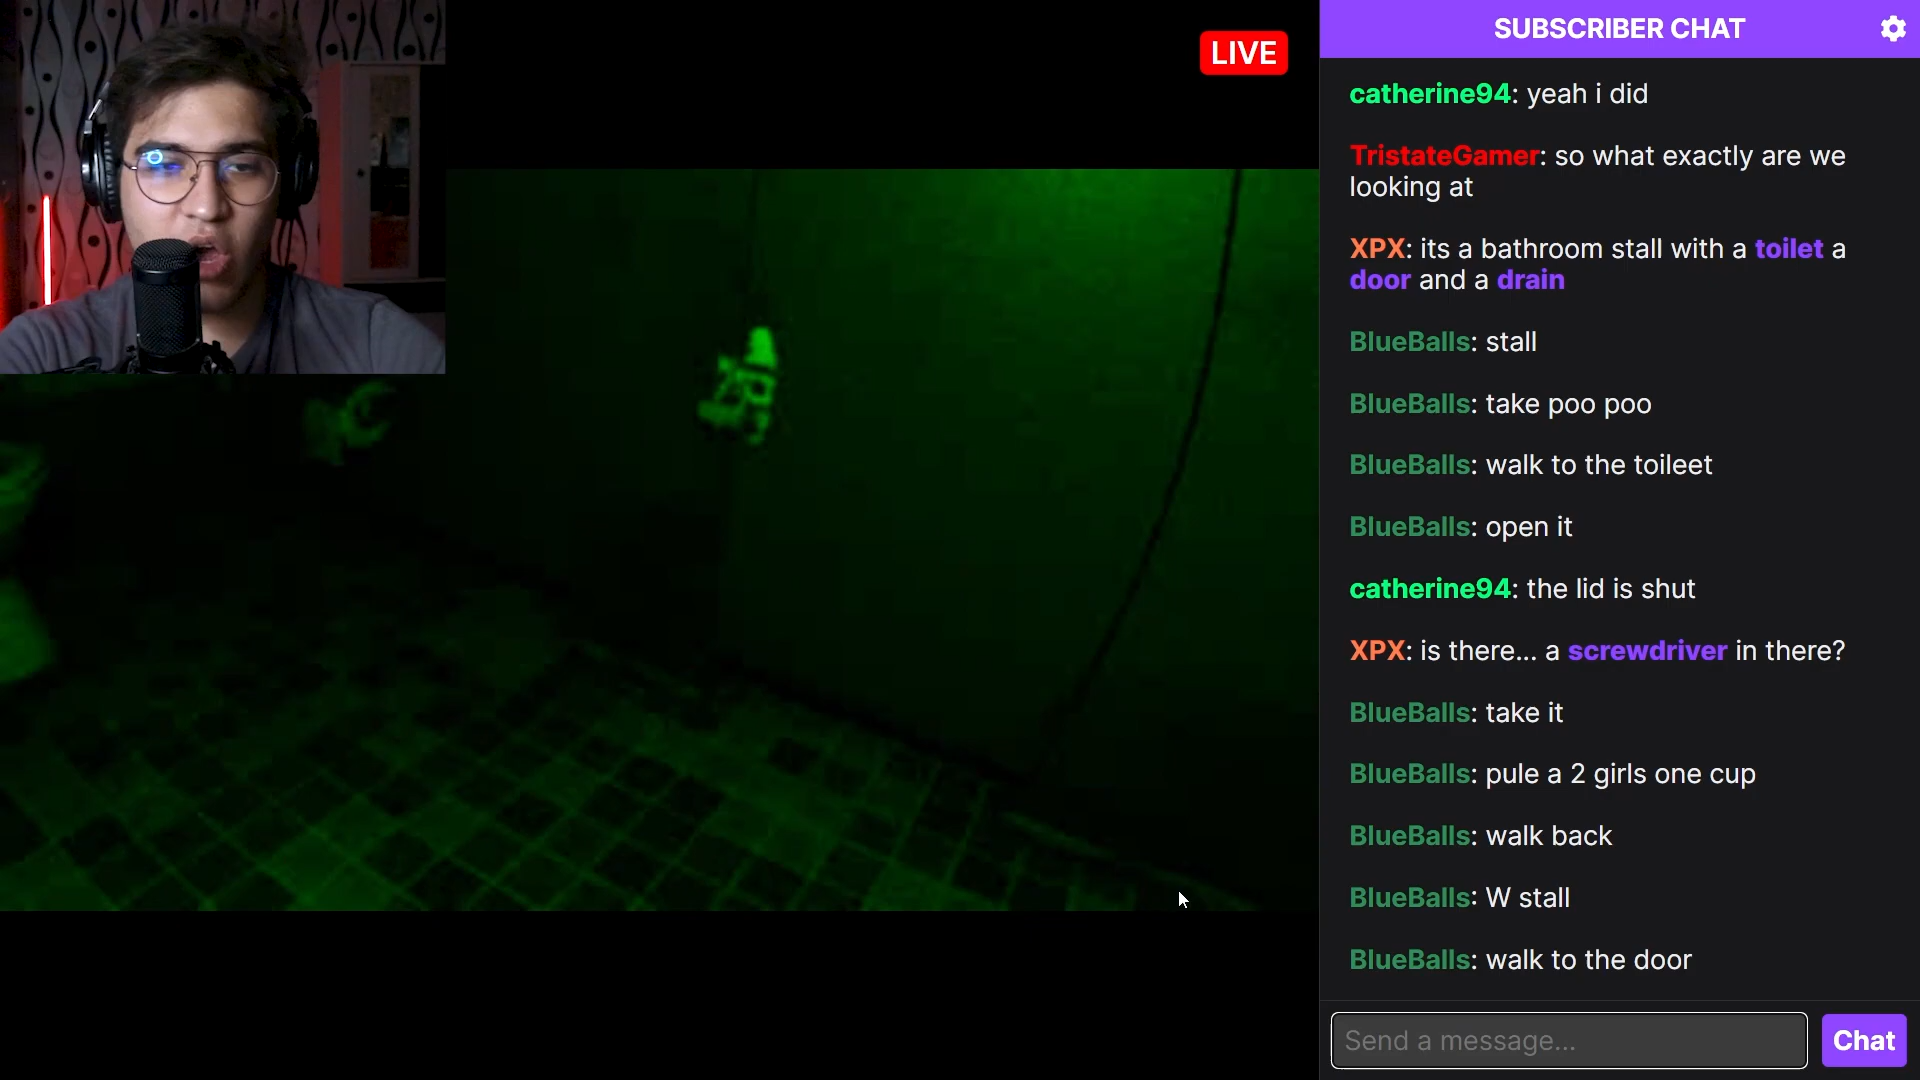 LIVE
SUBSCRIBER CHAT
catherine94: yeah i did
TristateGamer: so what exactly are we
looking at
XPX: its a bathroom stall with a toilet a
door and a drain
BlueBalls: stall
BlueBalls: take poo poo
BlueBalls: walk to the toileet
BlueBalls: open it
catherine94: the lid is shut
XPX: is there... a screwdriver in there?
BlueBalls: take it
BlueBalls: pule a 2 girls one cup
BlueBalls: walk back
BlueBalls: W stall
BlueBalls: walk to the door
Send a message...
Chat